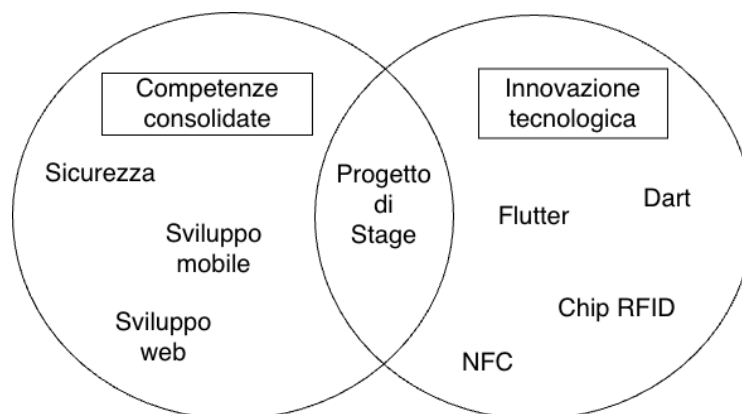 Competenze
consolidate
Sicurezza
Sviluppo
mobile
Sviluppo
web
Progetto
di
Stage
Innovazione
tecnologica
Flutter
Dart
Chip RFID
NFC